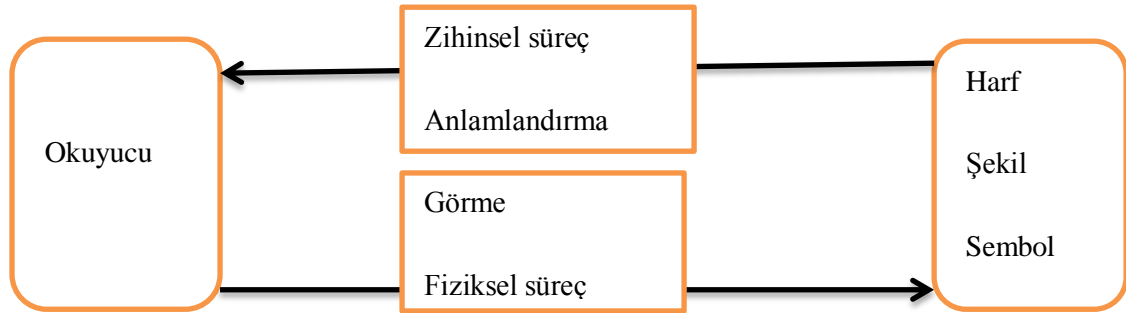 Okuyucu
Zihinsel süreç
Anlamlandırma
Görme
Fiziksel süreç
Harf
Şekil
Sembol